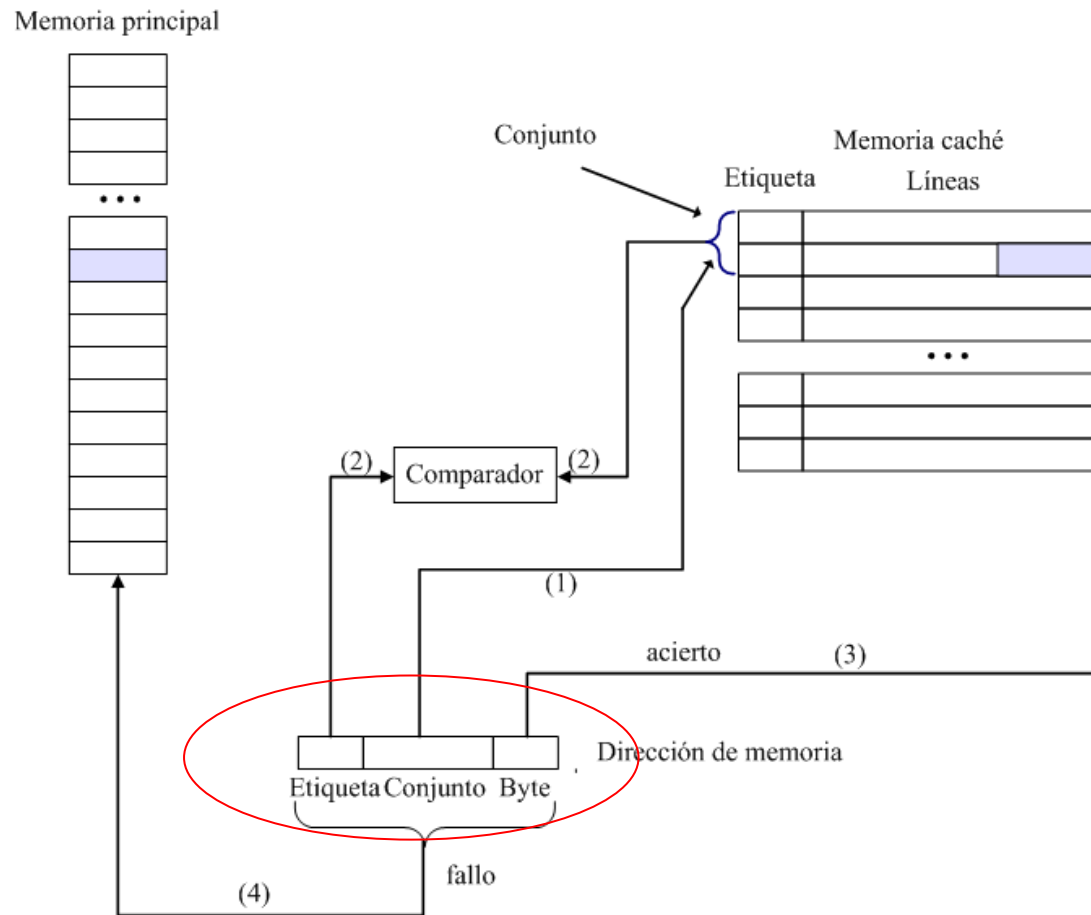 Memoria principal
Conjunto
Memoria caché
Etiqueta
Líneas
(2)
Comparador
(2)
(1)
acierto
(3)
Dirección de memoria
Etiqueta
Conjunto
Byte
fallo
(4)